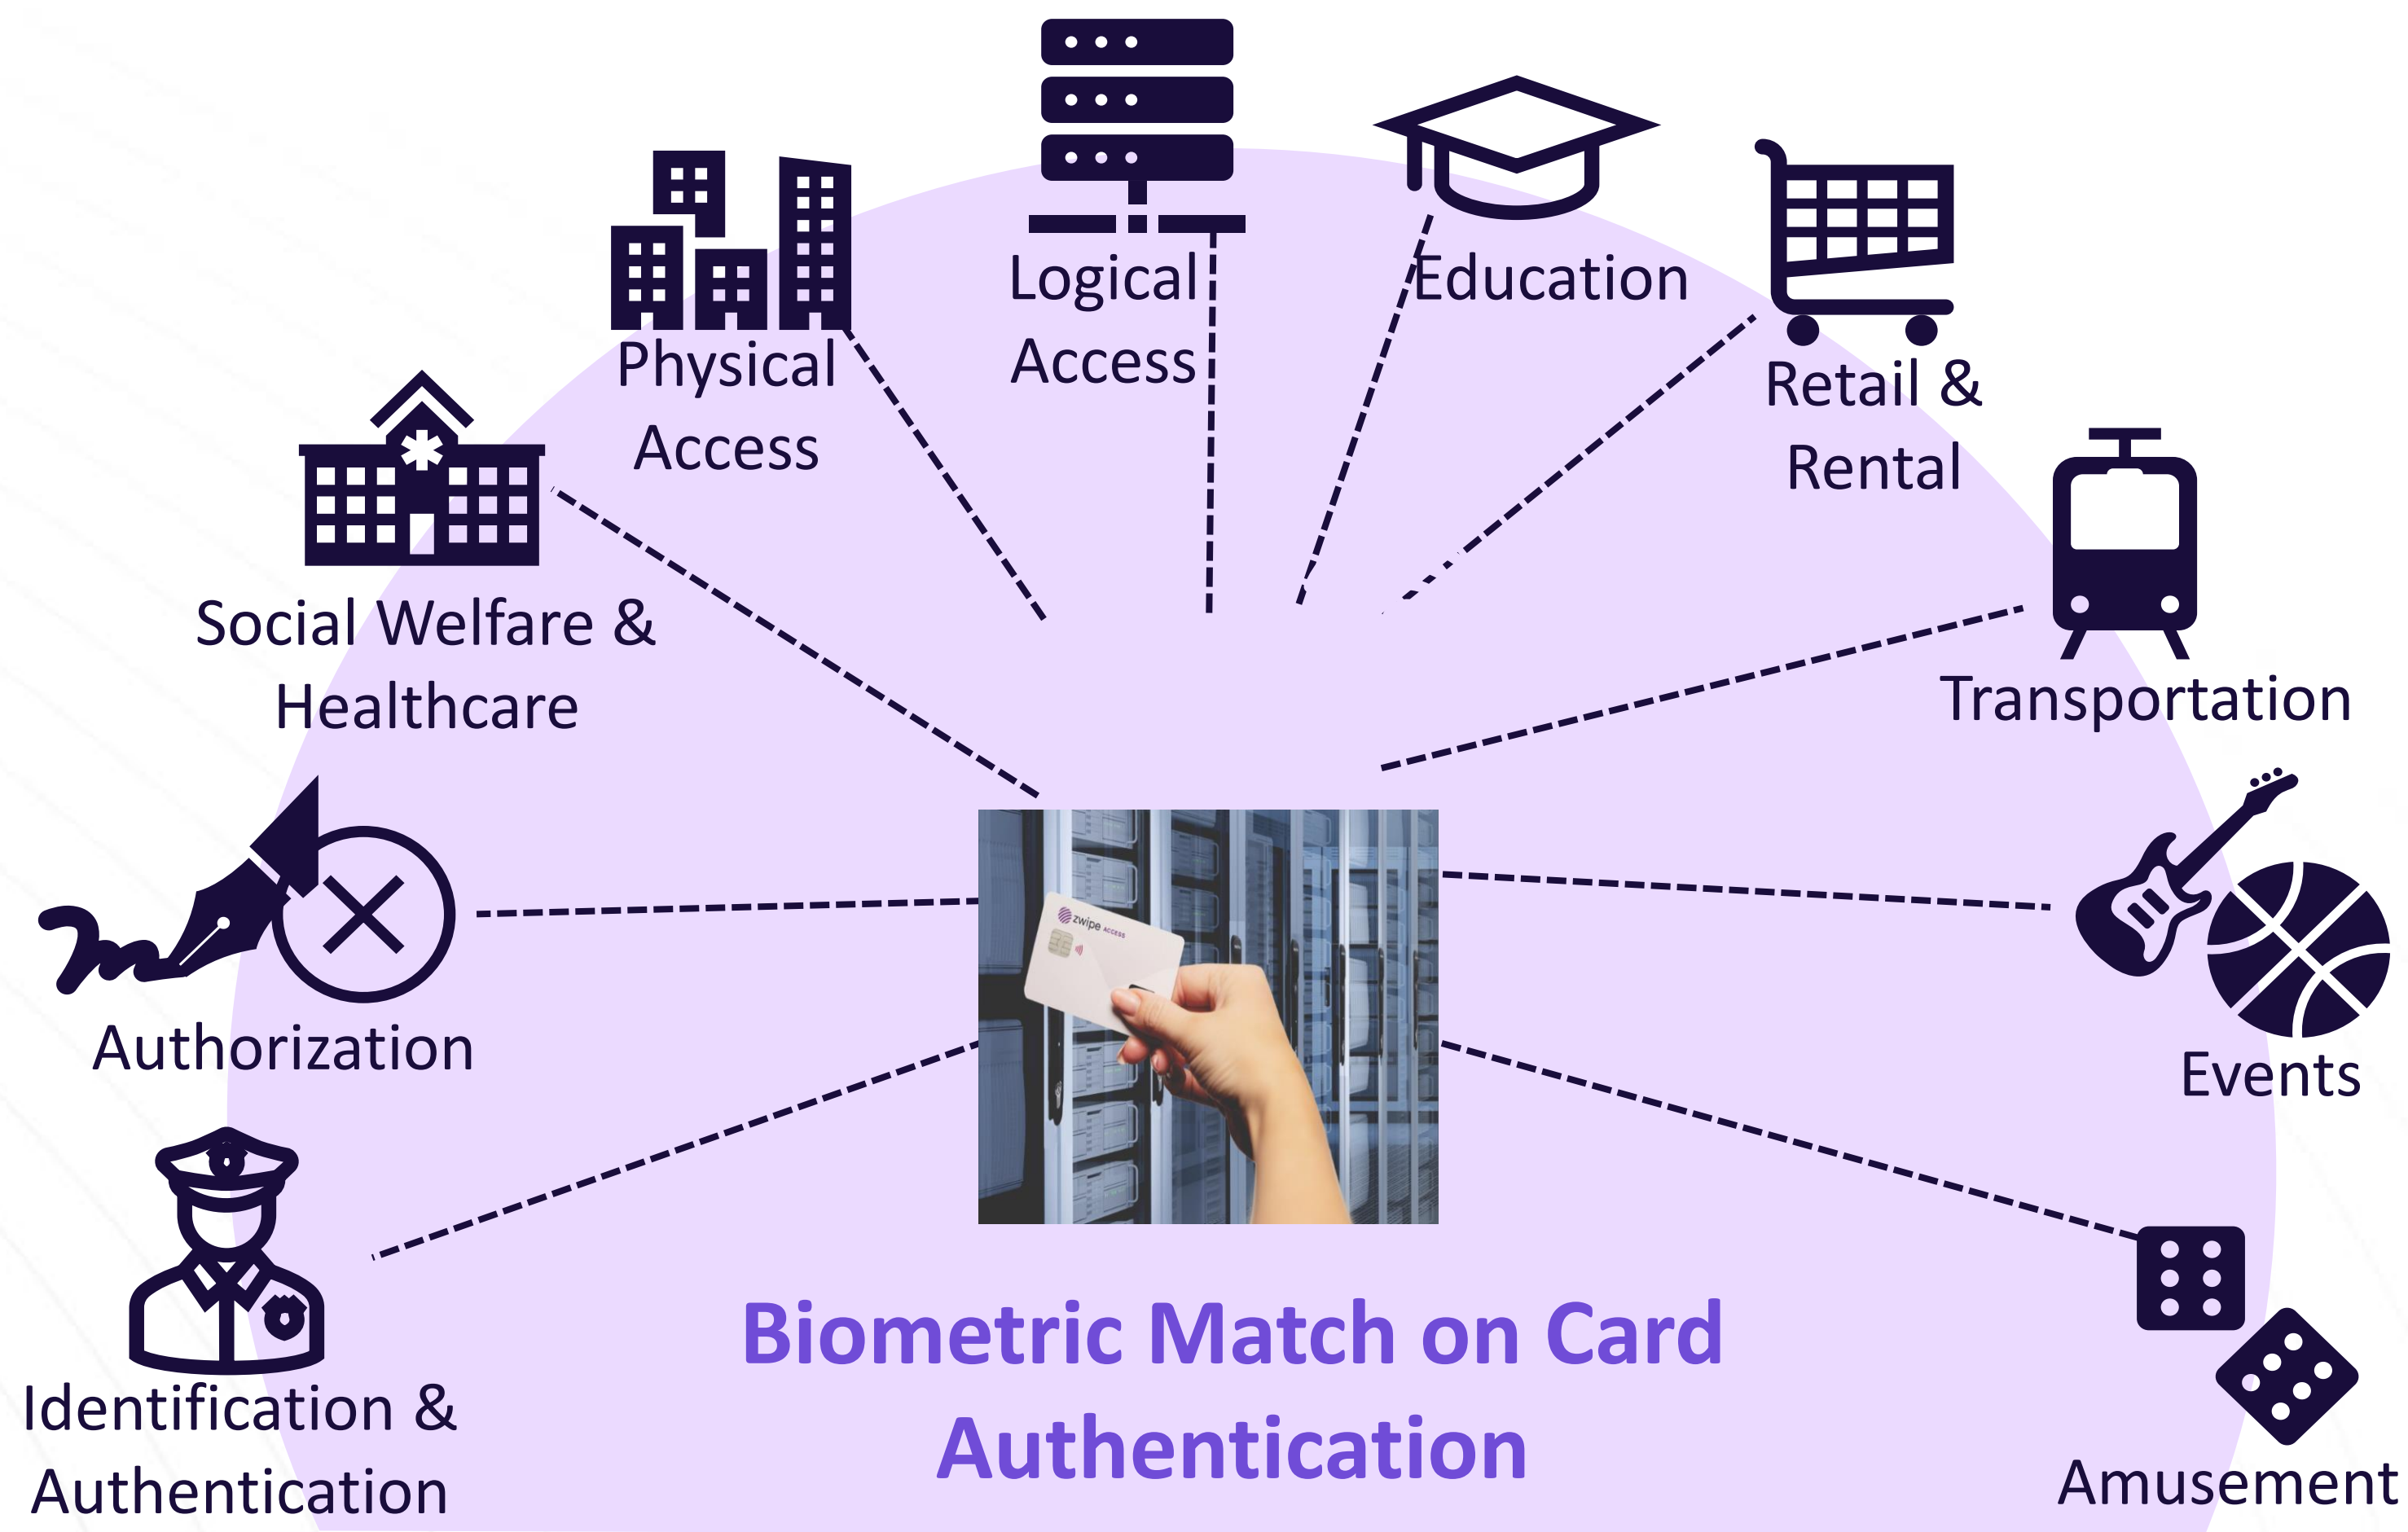 Logical
Access
Education
Physical
Access
Retail &
Rental
Social Welfare &
Healthcare
Transportation
Authorization
zwipe ACCESS
Events
Identification &
Authentication
Biometric Match on Card
Authentication
Amusement